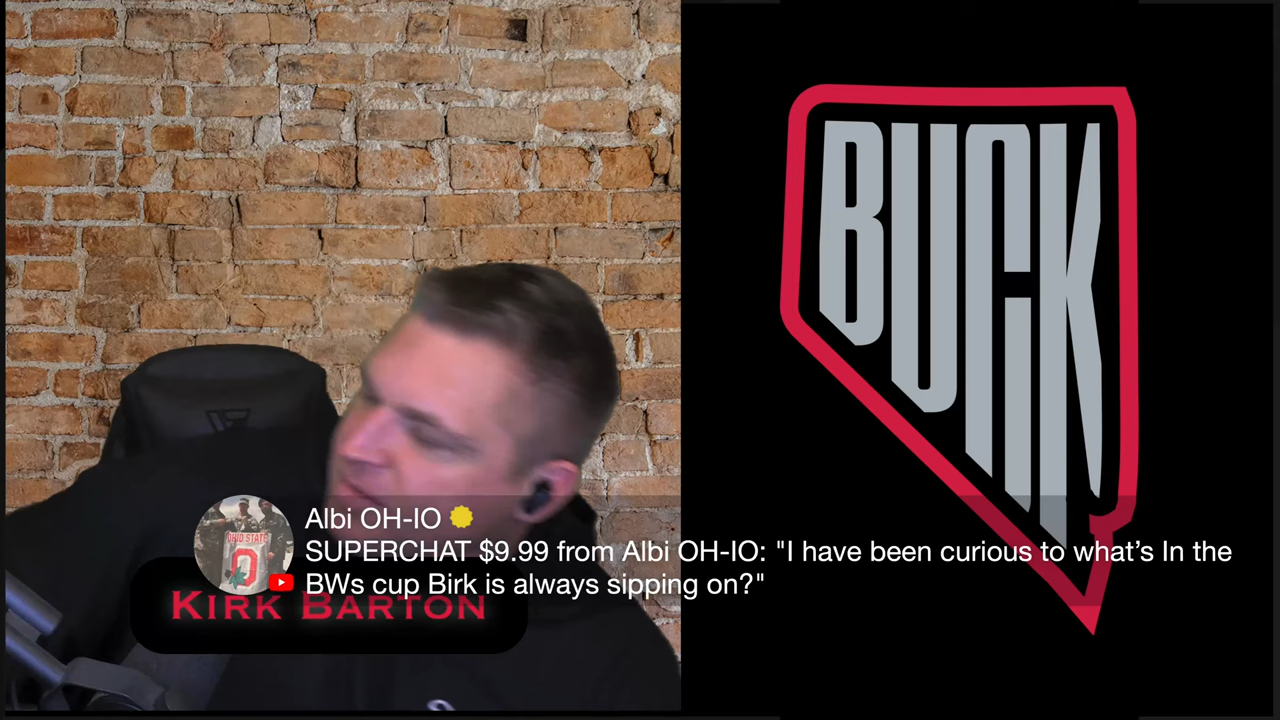 BUCK
Albi OH-IO
SUPERCHAT $9.99 from Albi OH-IO: "I have been curious to what's In the
BWs cup Birk is always sipping on?"
KIRK BARTON
OHIO STATE